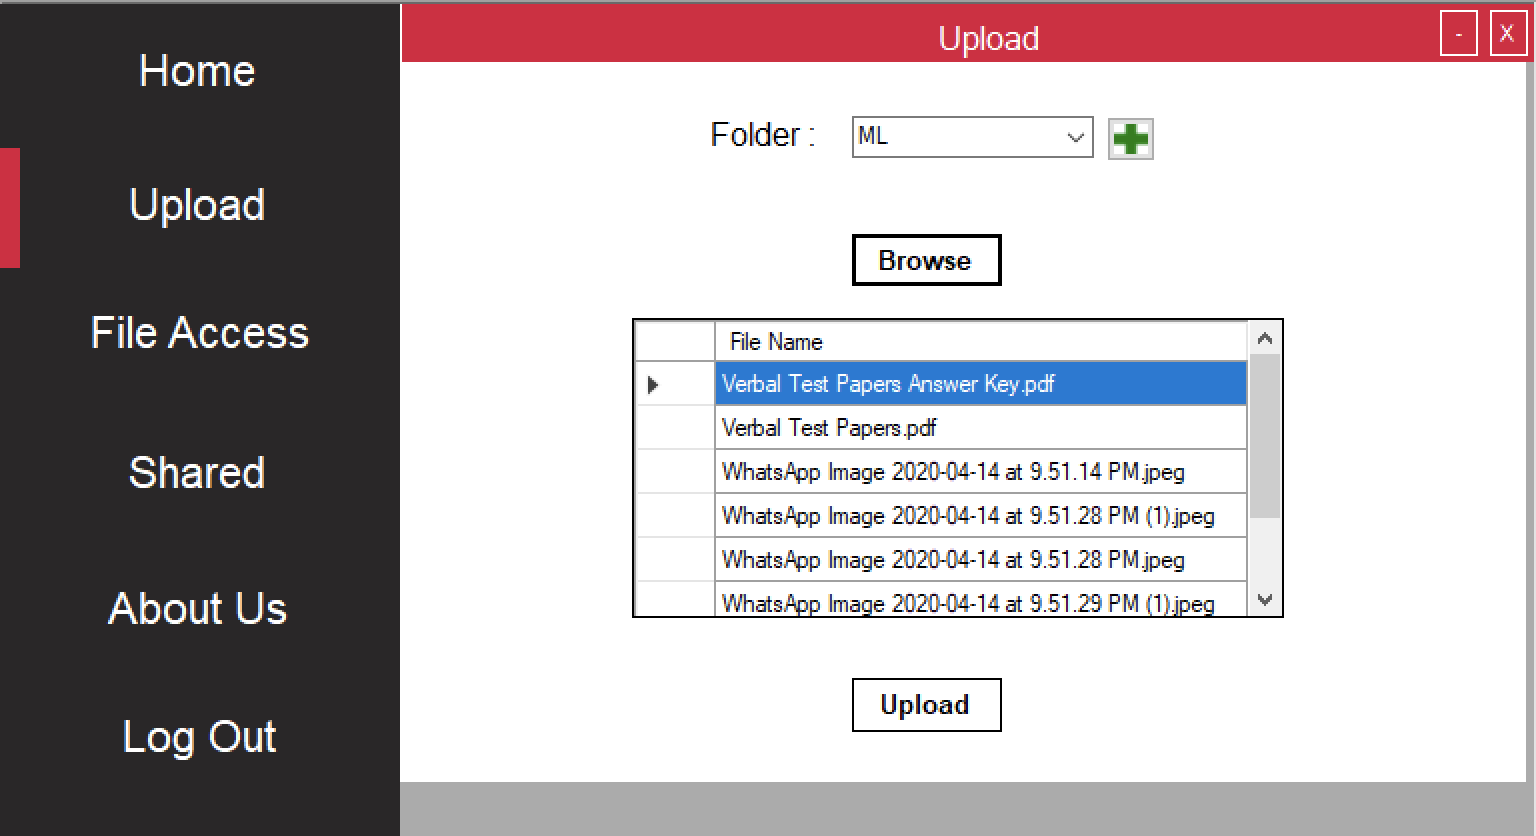 Home
Upload
File Access
Shared
About Us
Log Out
Upload
- X
Folder : ML
Browse
File Name
Verbal Test Papers Answer Key.pdf
Verbal Test Papers.pdf
WhatsApp Image 2020-04-14 at 9.51.14 PM.jpeg
WhatsApp Image 2020-04-14 at 9.51.28 PM (1).jpeg
WhatsApp Image 2020-04-14 at 9.51.28 PM.jpeg
WhatsApp Image 2020-04-14 at 9.51.29 PM (1).jpeg
Upload